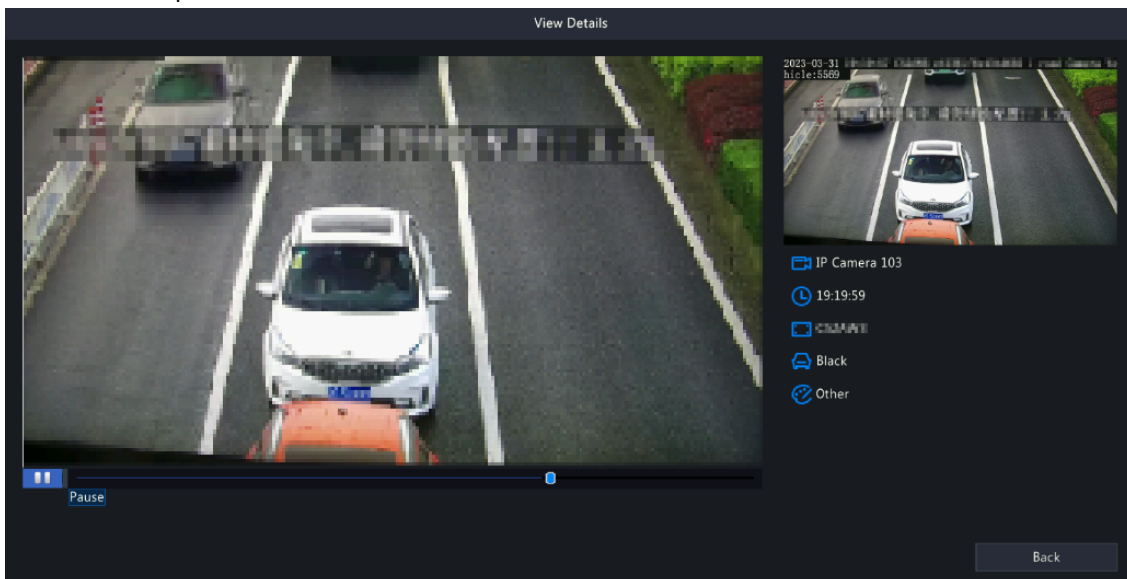 View Details
2023-03-31
hicle:5569
IP Camera 103
19:19:59
Black
Other
Pause
Back